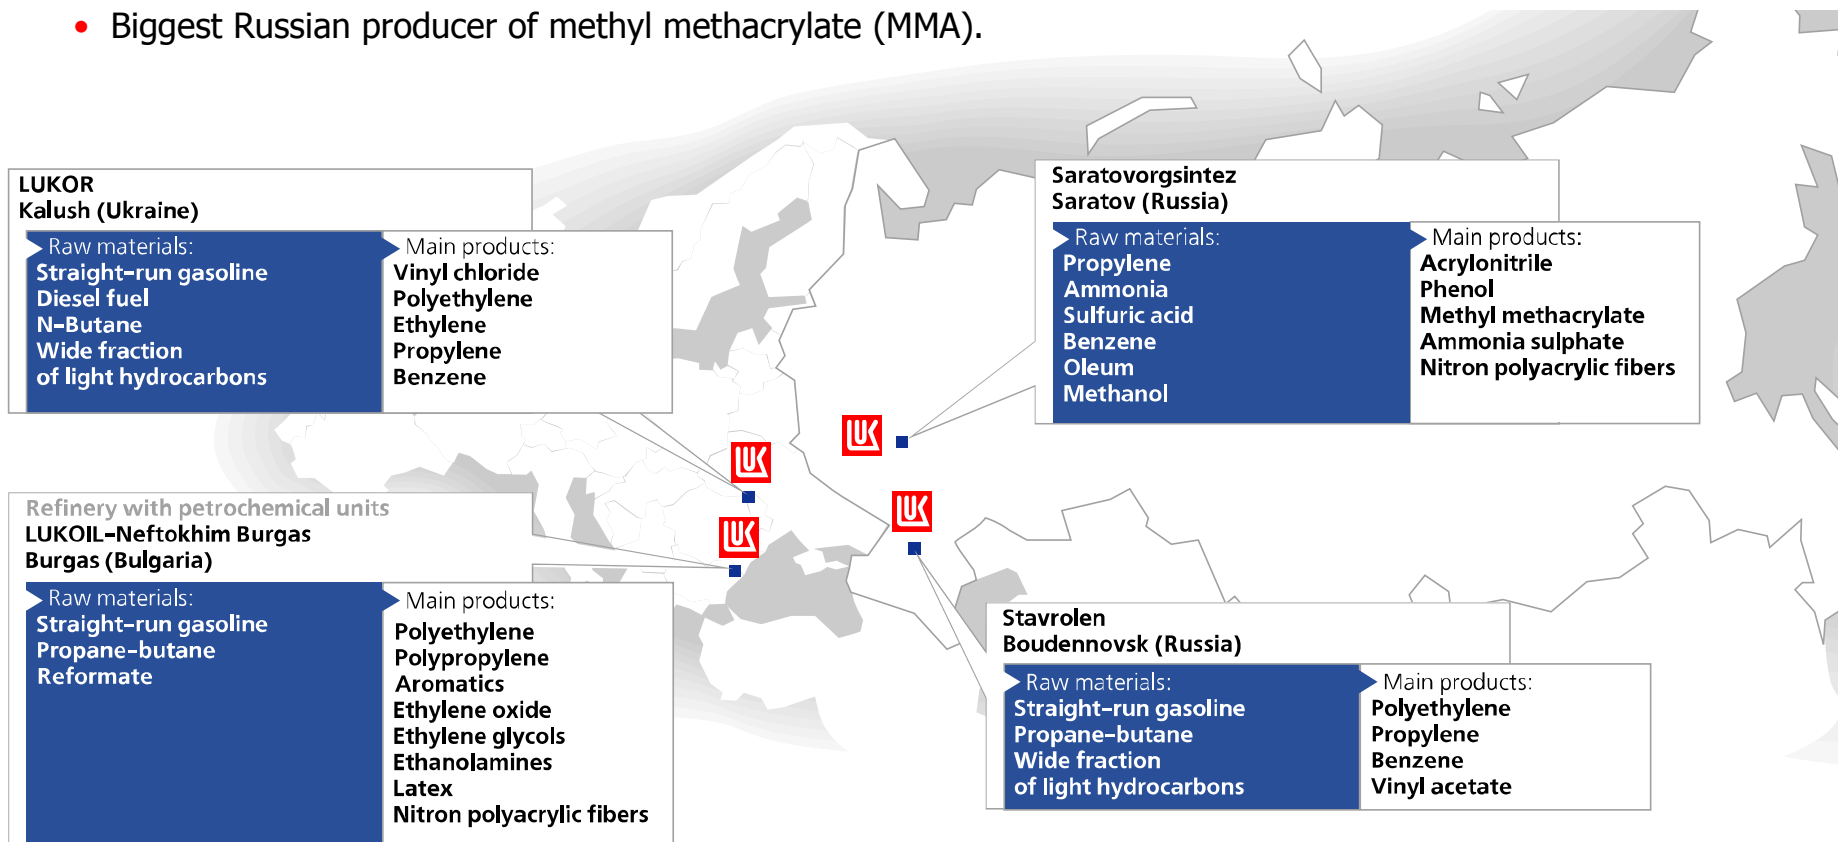 • Biggest Russian producer of methyl methacrylate (MMA).
LUKOR
Kalush (Ukraine)
Raw materials:
Straight-run gasoline
Diesel fuel
N-Butane
Wide fraction
of light hydrocarbons
Main products:
Vinyl chloride
Polyethylene
Ethylene
Propylene
Benzene
Saratovorgsintez
Saratov (Russia)
Raw materials:
Propylene
Ammonia
Sulfuric acid
Benzene
Oleum
Methanol
Main products:
Acrylonitrile
Phenol
Methyl methacrylate
Ammonia sulphate
Nitron polyacrylic fibers
LUK
LUK
LUK
LUK
Refinery with petrochemical units
LUKOIL-Neftokhim Burgas
Burgas (Bulgaria)
Raw materials:
Straight-run gasoline
Propane-butane
Reformate
Main products:
Polyethylene
Polypropylene
Aromatics
Ethylene oxide
Ethylene glycols
Ethanolamines
Latex
Nitron polyacrylic fibers
Stavrolen
Boudennovsk (Russia)
Raw materials:
Straight-run gasoline
Propane-butane
Wide fraction
of light hydrocarbons
Main products:
Polyethylene
Propylene
Benzene
Vinyl acetate